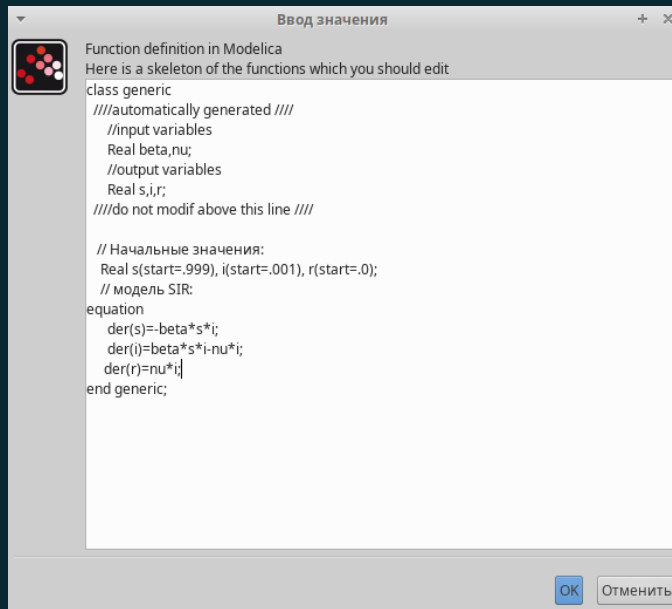 Ввод значения
Function definition in Modelica
Here is a skeleton of the functions which you should edit
class generic
////automatically generated ////
//input variables
Real beta,nu;
//output variables
Real s,i,r;
////do not modif above this line ////
// Начальные значения:
Real s(start=.999), i(start=.001), r(start=.0);
// модель SIR:
equation
der(s)=-beta*s*i;
der(i)=beta*s*i-nu*i;
der(r)=nu*i;
end generic;
OK Отменить